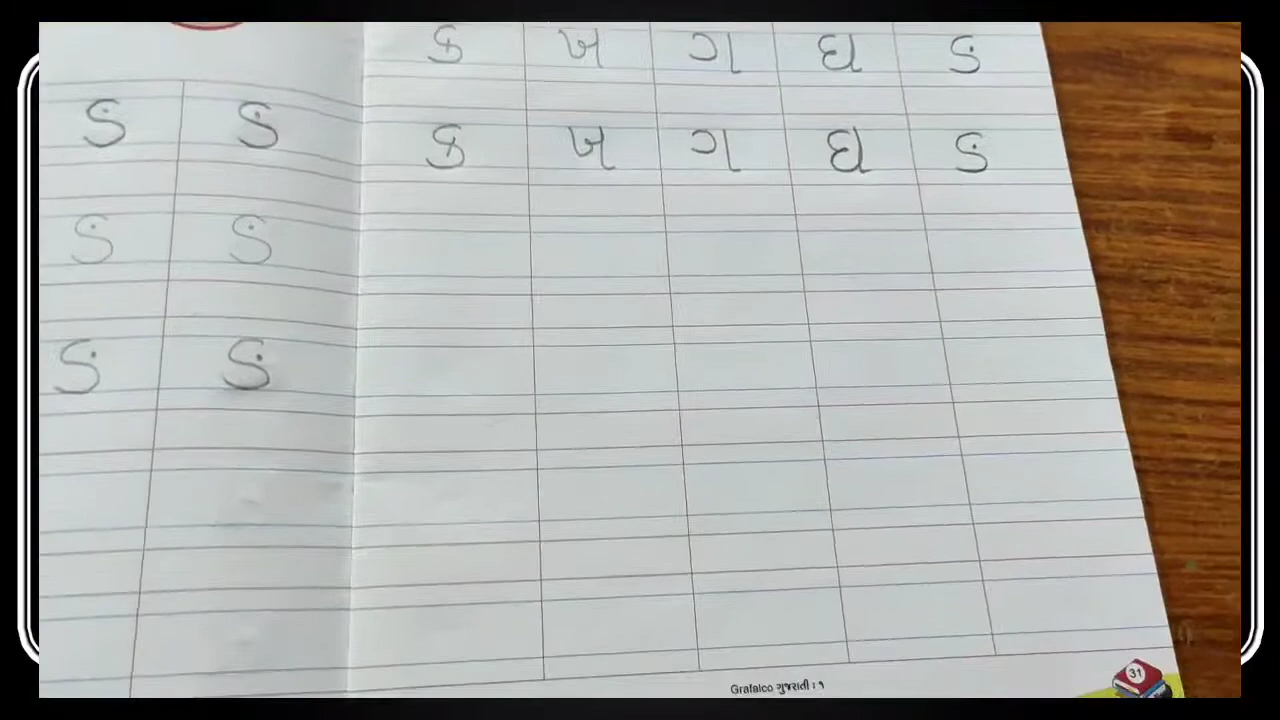 ઙ ઙ
ઙ ઙ
ઙ ઙ
ક ખ ગ ઘ ઙ
ક ખ ગ ઘ ઙ
Grafalco ગુજરાતી : ૧
31